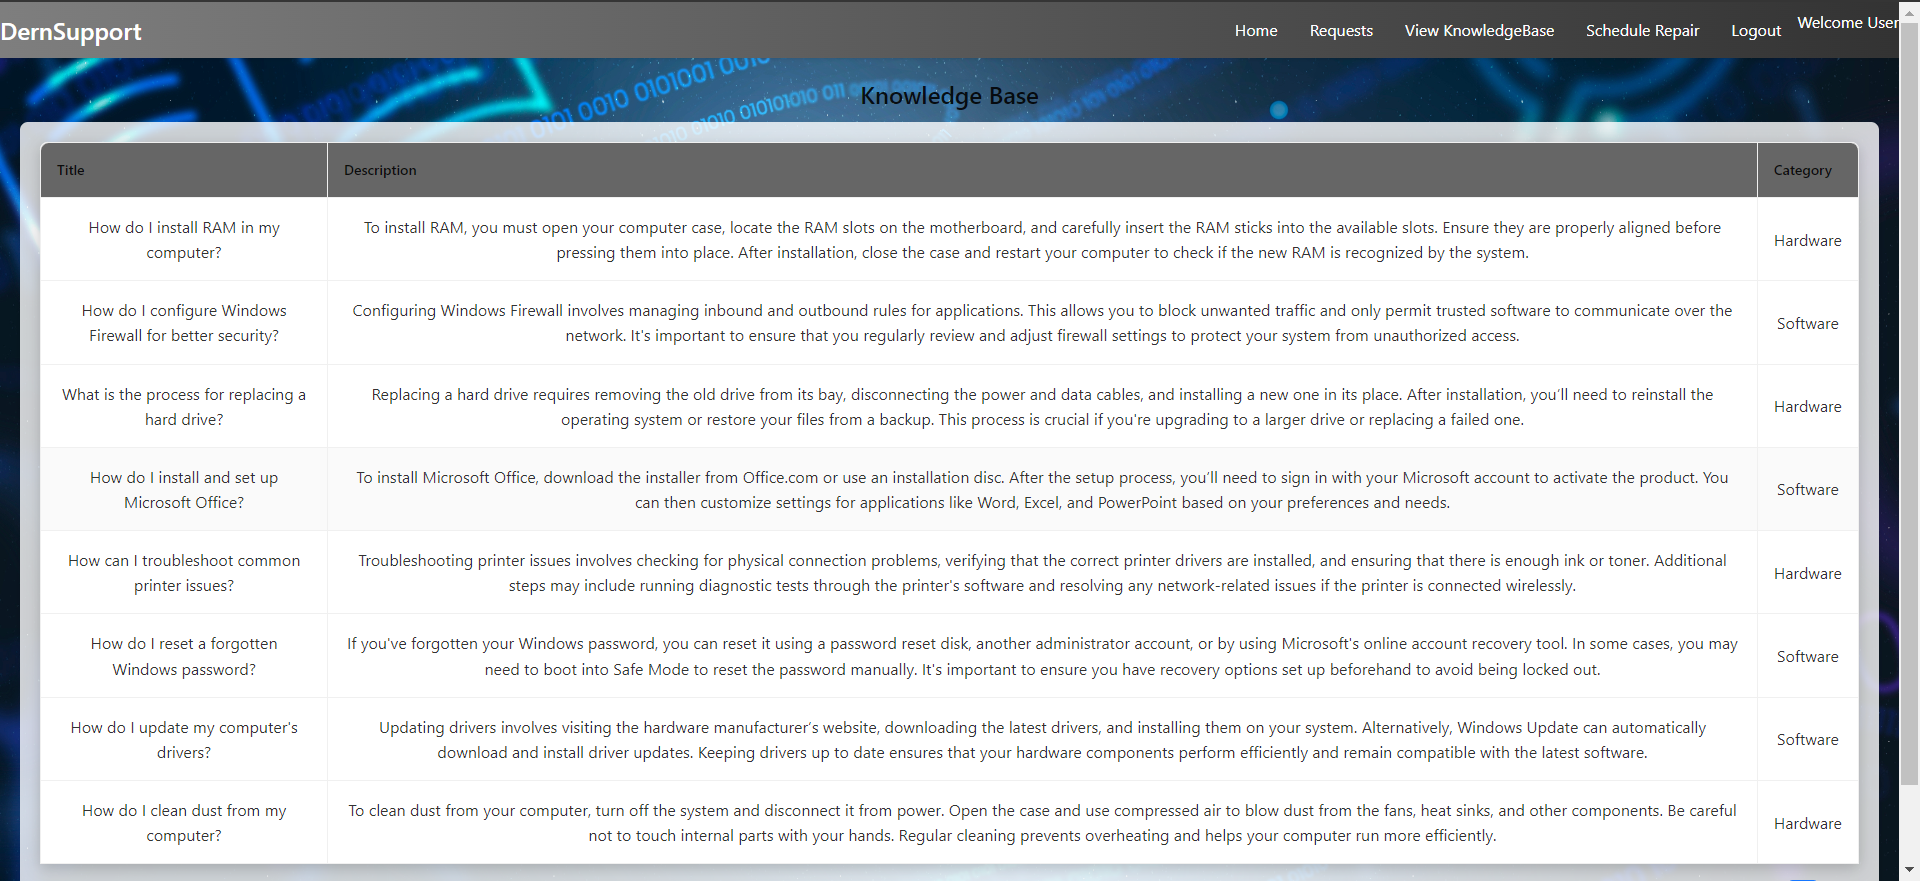 DernSupport
Home Requests View KnowledgeBase Schedule Repair Logout Welcome User
Knowledge Base
Title Description Category
How do I install RAM in my
computer?
To install RAM, you must open your computer case, locate the RAM slots on the motherboard, and carefully insert the RAM sticks into the available slots. Ensure they are properly aligned before
pressing them into place. After installation, close the case and restart your computer to check if the new RAM is recognized by the system.
Hardware
How do I configure Windows
Firewall for better security?
Configuring Windows Firewall involves managing inbound and outbound rules for applications. This allows you to block unwanted traffic and only permit trusted software to communicate over the
network. It's important to ensure that you regularly review and adjust firewall settings to protect your system from unauthorized access.
Software
What is the process for replacing a
hard drive?
Replacing a hard drive requires removing the old drive from its bay, disconnecting the power and data cables, and installing a new one in its place. After installation, you’ll need to reinstall the
operating system or restore your files from a backup. This process is crucial if you're upgrading to a larger drive or replacing a failed one.
Hardware
How do I install and set up
Microsoft Office?
To install Microsoft Office, download the installer from Office.com or use an installation disc. After the setup process, you’ll need to sign in with your Microsoft account to activate the product. You
can then customize settings for applications like Word, Excel, and PowerPoint based on your preferences and needs.
Software
How can I troubleshoot common
printer issues?
Troubleshooting printer issues involves checking for physical connection problems, verifying that the correct printer drivers are installed, and ensuring that there is enough ink or toner. Additional
steps may include running diagnostic tests through the printer's software and resolving any network-related issues if the printer is connected wirelessly.
Hardware
How do I reset a forgotten
Windows password?
If you've forgotten your Windows password, you can reset it using a password reset disk, another administrator account, or by using Microsoft's online account recovery tool. In some cases, you may
need to boot into Safe Mode to reset the password manually. It's important to ensure you have recovery options set up beforehand to avoid being locked out.
Software
How do I update my computer's
drivers?
Updating drivers involves visiting the hardware manufacturer’s website, downloading the latest drivers, and installing them on your system. Alternatively, Windows Update can automatically
download and install driver updates. Keeping drivers up to date ensures that your hardware components perform efficiently and remain compatible with the latest software.
Software
How do I clean dust from my
computer?
To clean dust from your computer, turn off the system and disconnect it from power. Open the case and use compressed air to blow dust from the fans, heat sinks, and other components. Be careful
not to touch internal parts with your hands. Regular cleaning prevents overheating and helps your computer run more efficiently.
Hardware